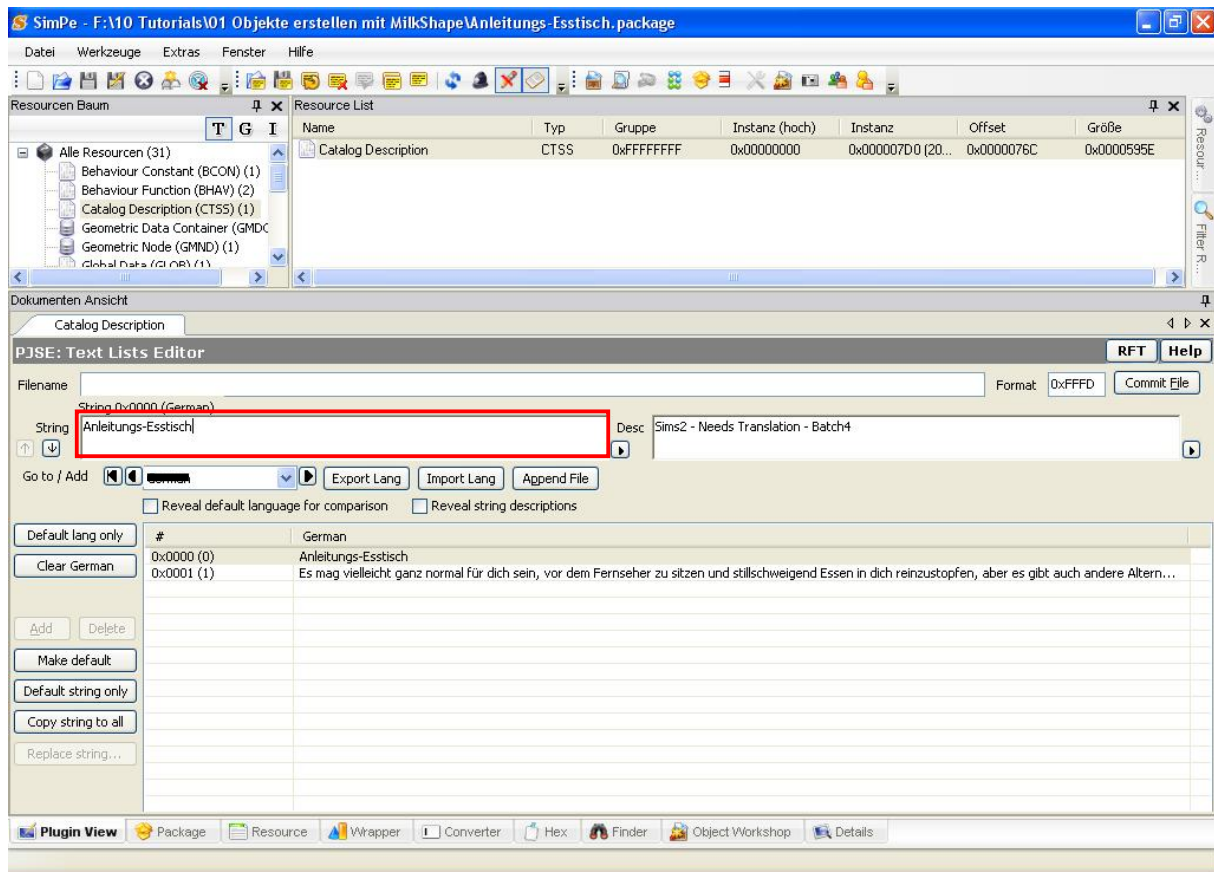 SimPe - F:\10 Tutorials\01 Objekte erstellen mit MilkShape\Anleitungs-Esstisch.package
Datei Werkzeuge Extras Fenster Hilfe
Resourcen Baum
T G I
Alle Resourcen (31)
Behaviour Constant (BCON) (1)
Behaviour Function (BHAV) (2)
Catalog Description (CTSS) (1)
Geometric Data Container (GMDC
Geometric Node (GMND) (1)
Global Data (GLOB) (1)
Resource List
Name Typ Gruppe Instanz (hoch) Instanz Offset Größe
Catalog Description CTSS 0xFFFFFFFF 0x00000000 0x000007D0 (20... 0x0000076C 0x0000595E
Resour...
Filter R...
Dokumenten Ansicht
Catalog Description
PJSE: Text Lists Editor RFT Help
Filename Format 0xFFFD Commit File
String 0x0000 (German)
String Anleitungs-Esstisch Desc Sims2 - Needs Translation - Batch4
Go to / Add Export Lang Import Lang Append File
Reveal default language for comparison Reveal string descriptions
Default lang only
Clear German
Add Delete
Make default
Default string only
Copy string to all
Replace string...
# German
0x0000 (0) Anleitungs-Esstisch
0x0001 (1) Es mag vielleicht ganz normal für dich sein, vor dem Fernseher zu sitzen und stillschweigend Essen in dich reinzustopfen, aber es gibt auch andere Altern...
Plugin View Package Resource Wrapper Converter Hex Finder Object Workshop Details